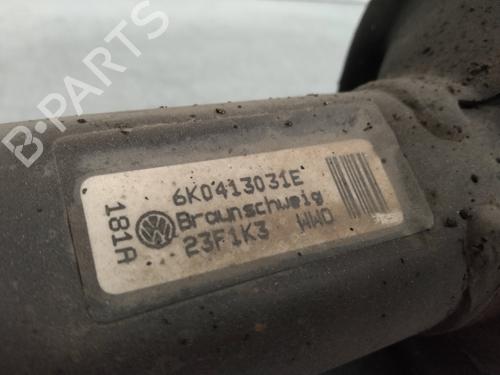 6K0413031E
Braunschweig
23F1K3 WWO
181A
B-PARTS